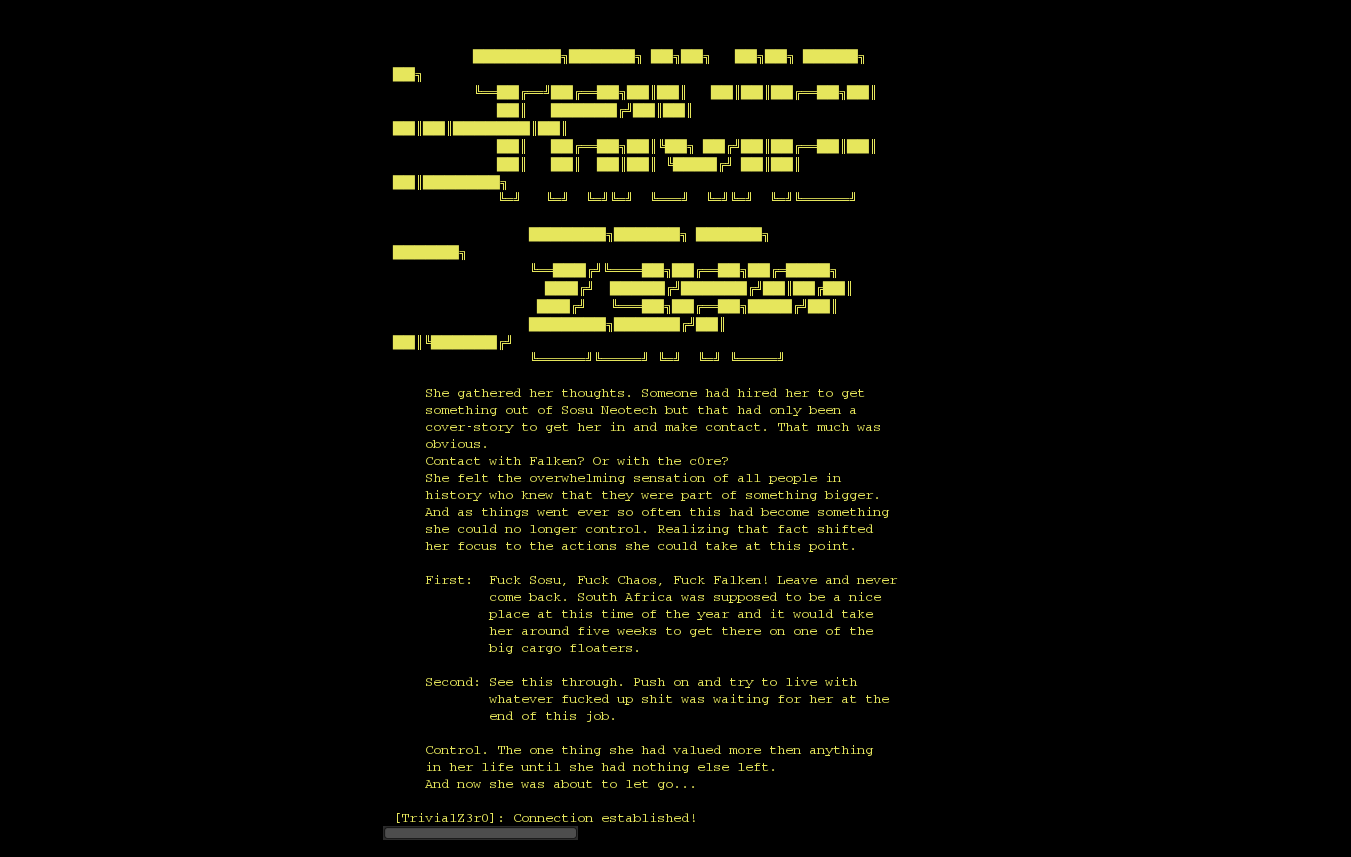 TRIVIAL
Z3R0
She gathered her thoughts. Someone had hired her to get
something out of Sosu Neotech but that had only been a
cover-story to get her in and make contact. That much was
obvious.
Contact with Falken? Or with the c0re?
She felt the overwhelming sensation of all people in
history who knew that they were part of something bigger.
And as things went ever so often this had become something
she could no longer control. Realizing that fact shifted
her focus to the actions she could take at this point.
First: Fuck Sosu, Fuck Chaos, Fuck Falken! Leave and never
come back. South Africa was supposed to be a nice
place at this time of the year and it would take
her around five weeks to get there on one of the
big cargo floaters.
Second: See this through. Push on and try to live with
whatever fucked up shit was waiting for her at the
end of this job.
Control. The one thing she had valued more then anything
in her life until she had nothing else left.
And now she was about to let go...
[TrivialZ3r0]: Connection established!